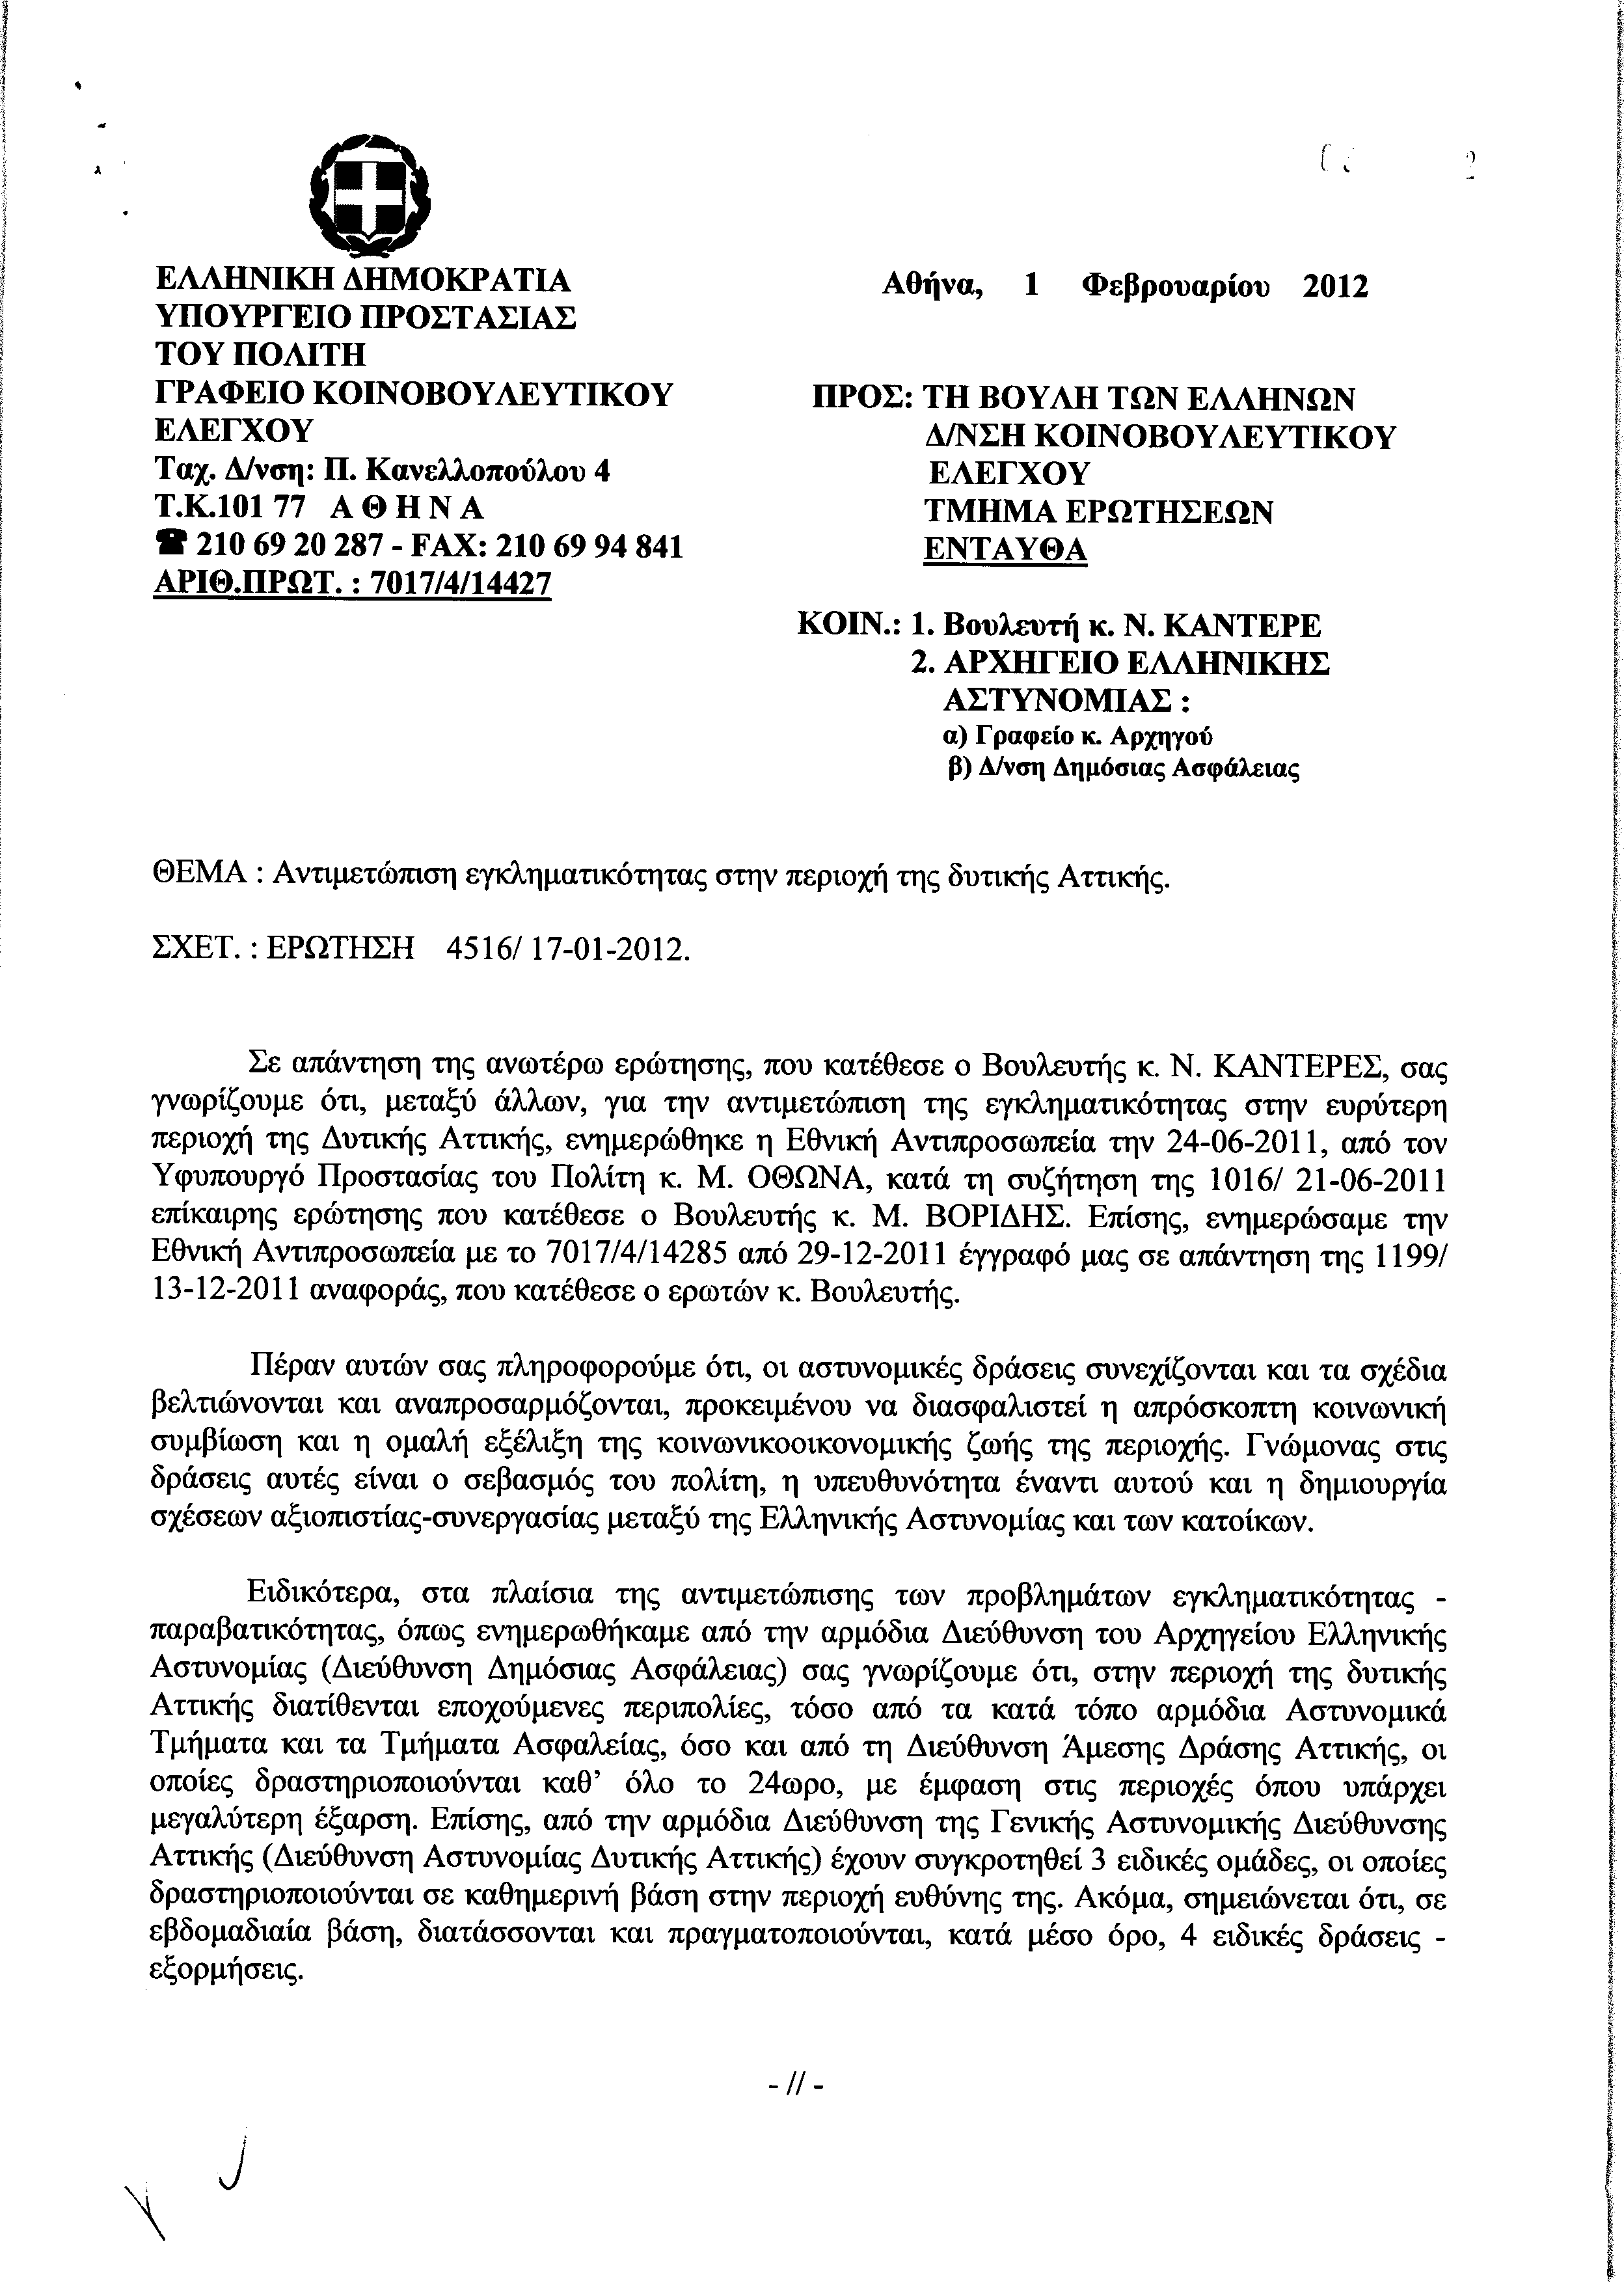 ΕΛΛΗΝΙΚΗ ΔΗΜΟΚΡΑΤΙΑ
ΥΠΟΥΡΓΕΙΟ ΠΡΟΣΤΑΣΙΑΣ
ΤΟΥ ΠΟΛΙΤΗ
ΓΡΑΦΕΙΟ ΚΟΙΝΟΒΟΥΛΕΥΤΙΚΟΥ
ΕΛΕΓΧΟΥ
Ταχ. Δ/νση: Π. Κανελλοπούλου 4
Τ.Κ.101 77 Α Θ Η Ν Α
☎ 210 69 20 287 - FAX: 210 69 94 841
ΑΡΙΘ.ΠΡΩΤ. : 7017/4/14427
Αθήνα, 1 Φεβρουαρίου 2012
ΠΡΟΣ: ΤΗ ΒΟΥΛΗ ΤΩΝ ΕΛΛΗΝΩΝ
Δ/ΝΣΗ ΚΟΙΝΟΒΟΥΛΕΥΤΙΚΟΥ
ΕΛΕΓΧΟΥ
ΤΜΗΜΑ ΕΡΩΤΗΣΕΩΝ
ΕΝΤΑΥΘΑ
ΚΟΙΝ.: 1. Βουλευτή κ. Ν. ΚΑΝΤΕΡΕ
2. ΑΡΧΗΓΕΙΟ ΕΛΛΗΝΙΚΗΣ
ΑΣΤΥΝΟΜΙΑΣ :
α) Γραφείο κ. Αρχηγού
β) Δ/νση Δημόσιας Ασφάλειας
ΘΕΜΑ : Αντιμετώπιση εγκληματικότητας στην περιοχή της δυτικής Αττικής.
ΣΧΕΤ. : ΕΡΩΤΗΣΗ 4516/ 17-01-2012.
Σε απάντηση της ανωτέρω ερώτησης, που κατέθεσε ο Βουλευτής κ. Ν. ΚΑΝΤΕΡΕΣ, σας
γνωρίζουμε ότι, μεταξύ άλλων, για την αντιμετώπιση της εγκληματικότητας στην ευρύτερη
περιοχή της Δυτικής Αττικής, ενημερώθηκε η Εθνική Αντιπροσωπεία την 24-06-2011, από τον
Υφυπουργό Προστασίας του Πολίτη κ. Μ. ΟΘΩΝΑ, κατά τη συζήτηση της 1016/ 21-06-2011
επίκαιρης ερώτησης που κατέθεσε ο Βουλευτής κ. Μ. ΒΟΡΙΔΗΣ. Επίσης, ενημερώσαμε την
Εθνική Αντιπροσωπεία με το 7017/4/14285 από 29-12-2011 έγγραφό μας σε απάντηση της 1199/
13-12-2011 αναφοράς, που κατέθεσε ο ερωτών κ. Βουλευτής.
Πέραν αυτών σας πληροφορούμε ότι, οι αστυνομικές δράσεις συνεχίζονται και τα σχέδια
βελτιώνονται και αναπροσαρμόζονται, προκειμένου να διασφαλιστεί η απρόσκοπτη κοινωνική
συμβίωση και η ομαλή εξέλιξη της κοινωνικοοικονομικής ζωής της περιοχής. Γνώμονας στις
δράσεις αυτές είναι ο σεβασμός του πολίτη, η υπευθυνότητα έναντι αυτού και η δημιουργία
σχέσεων αξιοπιστίας-συνεργασίας μεταξύ της Ελληνικής Αστυνομίας και των κατοίκων.
Ειδικότερα, στα πλαίσια της αντιμετώπισης των προβλημάτων εγκληματικότητας -
παραβατικότητας, όπως ενημερωθήκαμε από την αρμόδια Διεύθυνση του Αρχηγείου Ελληνικής
Αστυνομίας (Διεύθυνση Δημόσιας Ασφάλειας) σας γνωρίζουμε ότι, στην περιοχή της δυτικής
Αττικής διατίθενται εποχούμενες περιπολίες, τόσο από τα κατά τόπο αρμόδια Αστυνομικά
Τμήματα και τα Τμήματα Ασφαλείας, όσο και από τη Διεύθυνση Άμεσης Δράσης Αττικής, οι
οποίες δραστηριοποιούνται καθ’ όλο το 24ωρο, με έμφαση στις περιοχές όπου υπάρχει
μεγαλύτερη έξαρση. Επίσης, από την αρμόδια Διεύθυνση της Γενικής Αστυνομικής Διεύθυνσης
Αττικής (Διεύθυνση Αστυνομίας Δυτικής Αττικής) έχουν συγκροτηθεί 3 ειδικές ομάδες, οι οποίες
δραστηριοποιούνται σε καθημερινή βάση στην περιοχή ευθύνης της. Ακόμα, σημειώνεται ότι, σε
εβδομαδιαία βάση, διατάσσονται και πραγματοποιούνται, κατά μέσο όρο, 4 ειδικές δράσεις -
εξορμήσεις.
- // -